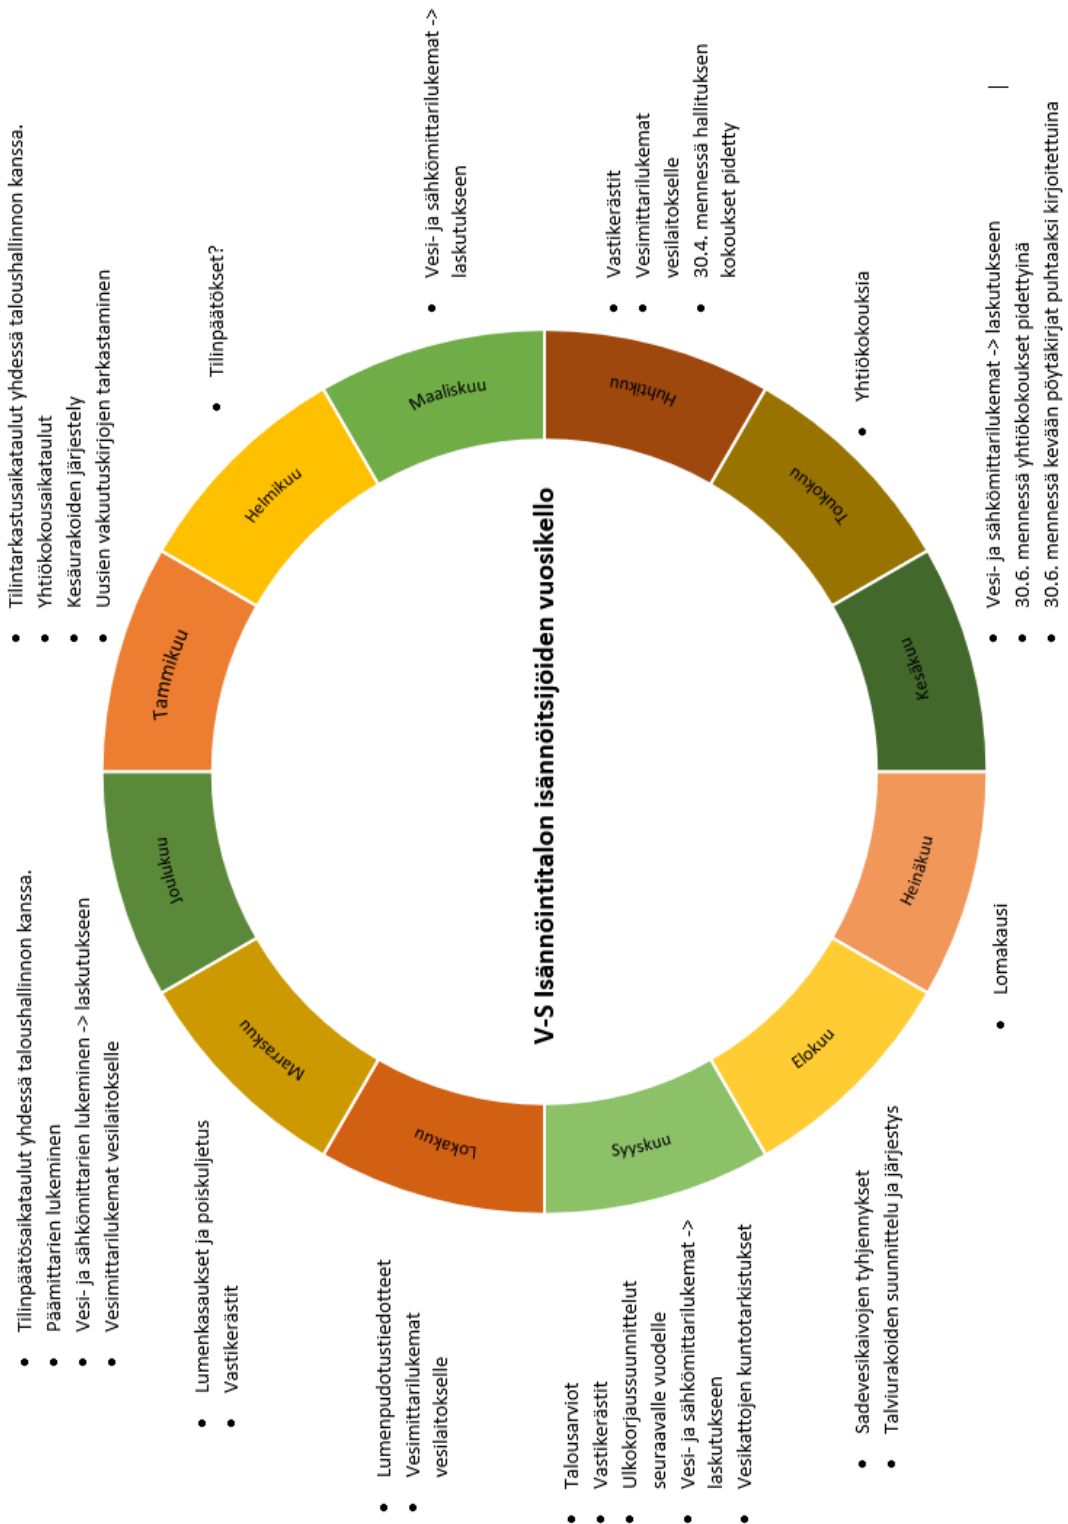 V-S Isännöintitalon isännöitsijöiden vuosikello
Tammikuu
• Tilintarkastusaikataulut yhdessä taloushallinnon kanssa.
• Yhtiökokousaikataulut
• Kesäurakoiden järjestely
• Uusien vakuutuskirjojen tarkastaminen
Helmikuu
• Tilinpäätökset?
Maaliskuu
• Vesi- ja sähkömittarilukemat ->
laskutukseen
Huhtikuu
• Vastikerästit
• Vesimittarilukemat
vesilaitokselle
• 30.4. mennessä hallituksen
kokoukset pidetty
Toukokuu
• Yhtiökokouksia
Kesäkuu
• Vesi- ja sähkömittarilukemat -> laskutukseen
• 30.6. mennessä yhtiökokoukset pidettyinä
• 30.6. mennessä kevään pöytäkirjat puhtaaksi kirjoitettuina
Heinäkuu
• Lomakausi
Elokuu
• Sadevesikaivojen tyhjennykset
• Talviurakoiden suunnittelu ja järjestys
Syyskuu
• Talousarviot
• Vastikerästit
• Ulkokorjaussuunnittelut
seuraavalle vuodelle
• Vesi- ja sähkömittarilukemat ->
laskutukseen
• Vesikattojen kuntotarkistukset
Lokakuu
• Lumenpudotustiedotteet
• Vesimittarilukemat
vesilaitokselle
Marraskuu
• Lumenkasaukset ja poiskuljetus
• Vastikerästit
Joulukuu
• Tilinpäätösaikataulut yhdessä taloushallinnon kanssa.
• Päämittarien lukeminen
• Vesi- ja sähkömittarien lukeminen -> laskutukseen
• Vesimittarilukemat vesilaitokselle